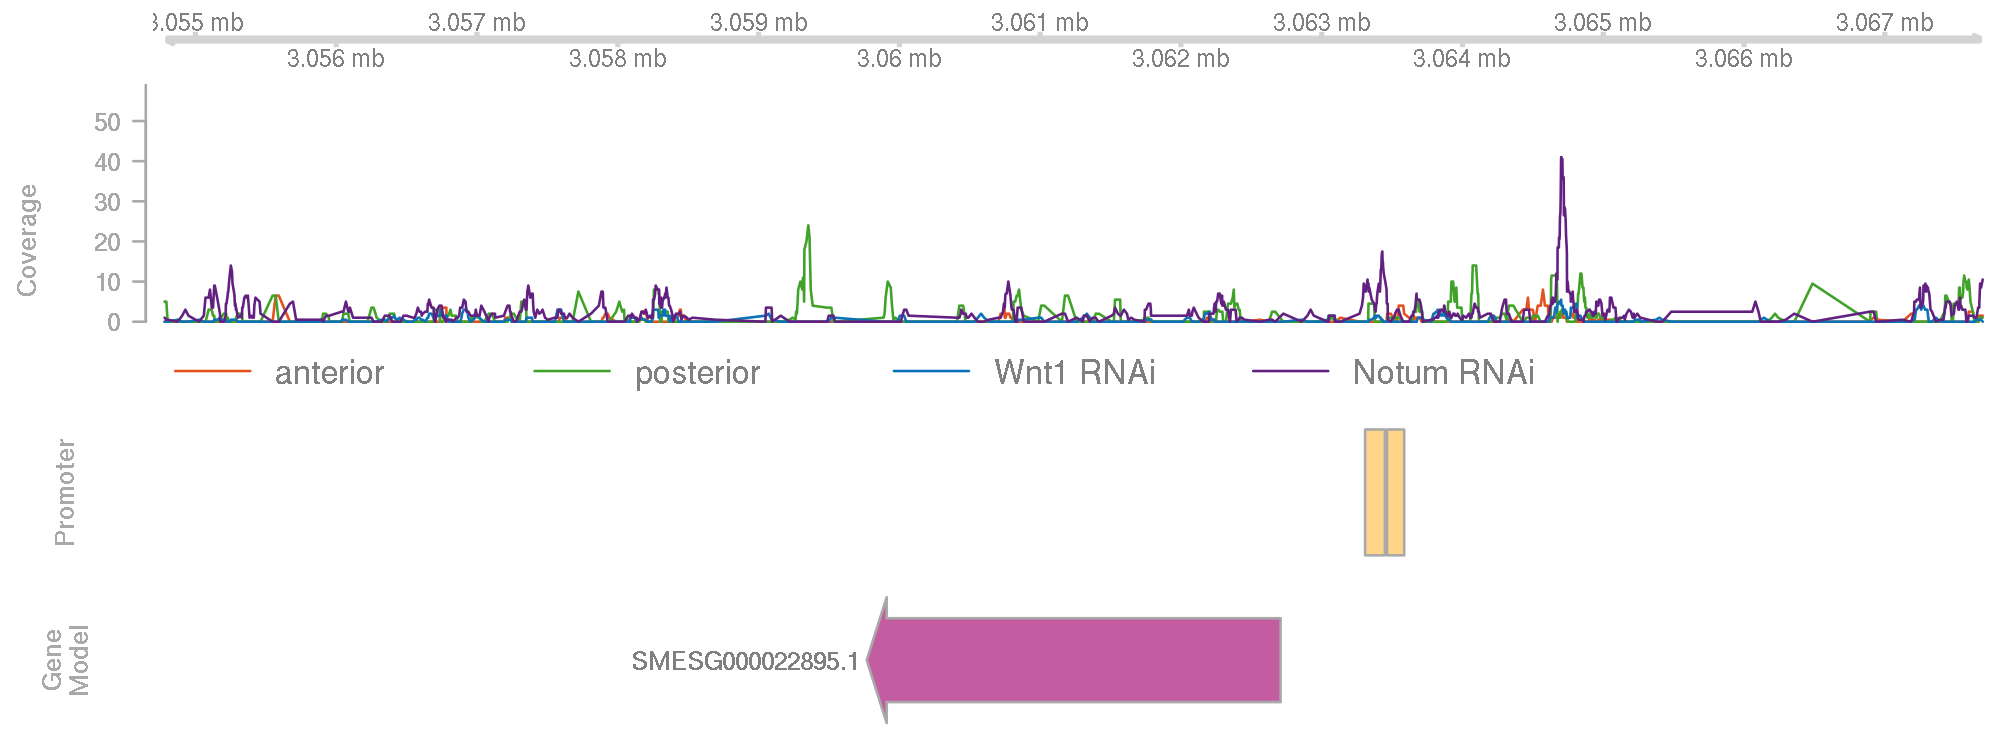 3.055 mb 3.057 mb 3.059 mb 3.061 mb 3.063 mb 3.065 mb 3.067 mb
3.056 mb 3.058 mb 3.06 mb 3.062 mb 3.064 mb 3.066 mb
50
40
30
20
10
0
Coverage
anterior posterior Wnt1 RNAi Notum RNAi
Promoter
Gene
Model
SMESG000022895.1